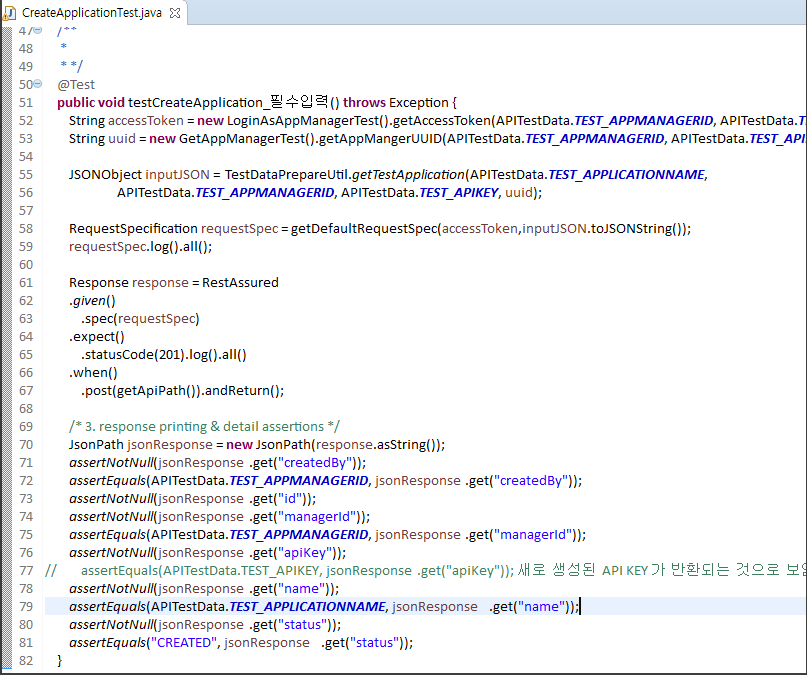 CreateApplicationTest.java
47 /**
48 *
49 * */
50 @Test
51 public void testCreateApplication_필수입력() throws Exception {
52 String accessToken = new LoginAsAppManagerTest().getAccessToken(APITestData.TEST_APPMANAGERID, APITestData.T
53 String uuid = new GetAppManagerTest().getAppMangerUUID(APITestData.TEST_APPMANAGERID, APITestData.TEST_API
54
55 JSONObject inputJSON = TestDataPrepareUtil.getTestApplication(APITestData.TEST_APPLICATIONNAME,
56 APITestData.TEST_APPMANAGERID, APITestData.TEST_APIKEY, uuid);
57
58 RequestSpecification requestSpec = getDefaultRequestSpec(accessToken,inputJSON.toJSONString());
59 requestSpec.log().all();
60
61 Response response = RestAssured
62 .given()
63 .spec(requestSpec)
64 .expect()
65 .statusCode(201).log().all()
66 .when()
67 .post(getApiPath()).andReturn();
68
69 /* 3. response printing & detail assertions */
70 JsonPath jsonResponse = new JsonPath(response.asString());
71 assertNotNull(jsonResponse .get("createdBy"));
72 assertEquals(APITestData.TEST_APPMANAGERID, jsonResponse .get("createdBy"));
73 assertNotNull(jsonResponse .get("id"));
74 assertNotNull(jsonResponse .get("managerId"));
75 assertEquals(APITestData.TEST_APPMANAGERID, jsonResponse .get("managerId"));
76 assertNotNull(jsonResponse .get("apiKey"));
77 // assertEquals(APITestData.TEST_APIKEY, jsonResponse .get("apiKey")); 새로 생성된 API KEY 가 반환되는 것으로 보임
78 assertNotNull(jsonResponse .get("name"));
79 assertEquals(APITestData.TEST_APPLICATIONNAME, jsonResponse .get("name"));
80 assertNotNull(jsonResponse .get("status"));
81 assertEquals("CREATED", jsonResponse .get("status"));
82 }